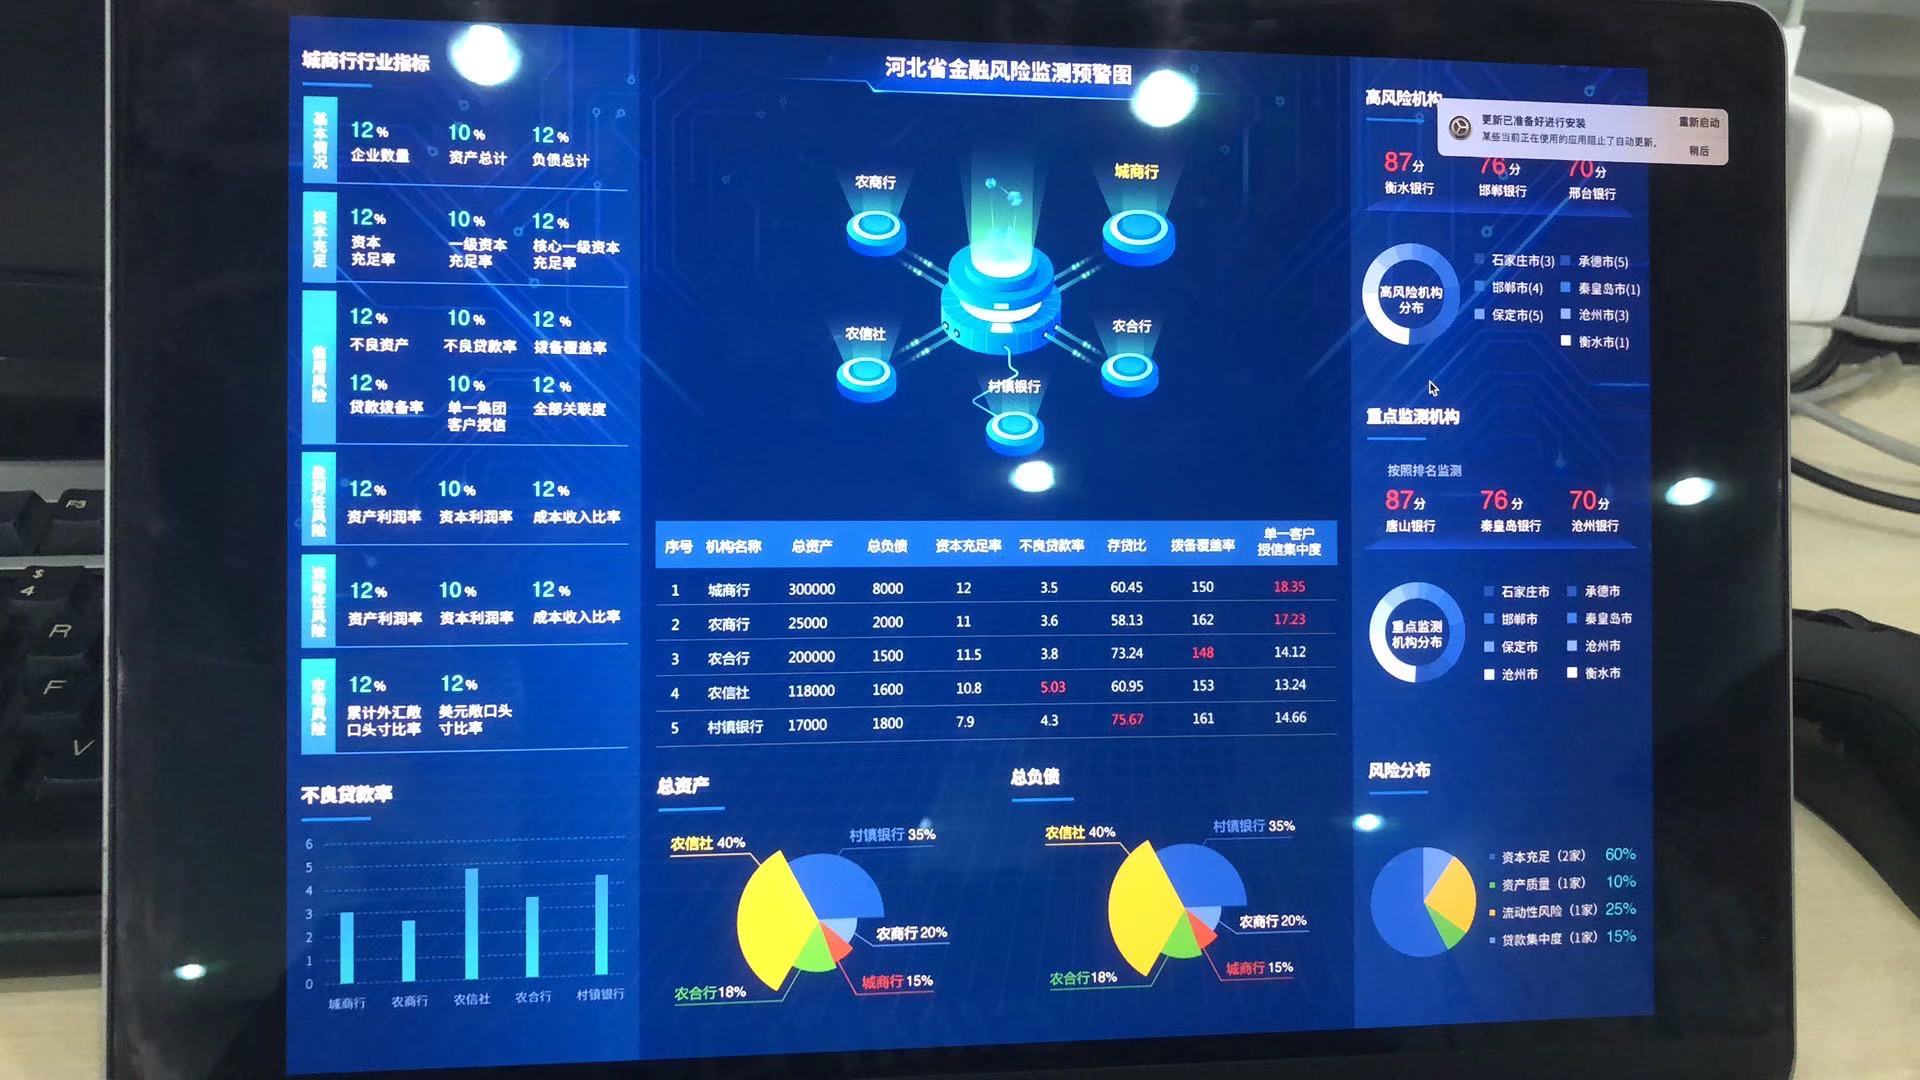 城商行行业指标
基本情况
12%
10%
12%
企业数量
资产总计
负债总计
资本充足
12%
10%
12%
资本
充足率
一级资本
充足率
核心一级资本
充足率
信用风险
12%
10%
12%
不良资产
不良贷款率
拨备覆盖率
12%
10%
12%
贷款拨备率
单一集团
客户授信
全部关联度
12%
10%
12%
资产利润率
资本利润率
成本收入比率
流动性风险
12%
10%
12%
资产利润率
资本利润率
成本收入比率
市场风险
12%
12%
累计外汇敞
口头寸比率
美元敞口头
寸比率
不良贷款率
6
5
4
3
2
1
0
城商行
农商行
农信社
农合行
村镇银行
河北省金融风险监测预警图
农商行
城商行
农信社
农合行
村镇银行
序号 机构名称 总资产 总负债 资本充足率 不良贷款率 存贷比 拨备覆盖率 单一客户
授信集中度
1 城商行 300000 8000 12 3.5 60.45 150 18.35
2 农商行 25000 2000 11 3.6 58.13 162 17.23
3 农合行 200000 1500 11.5 3.8 73.24 148 14.12
4 农信社 118000 1600 10.8 5.03 60.95 153 13.24
5 村镇银行 17000 1800 7.9 4.3 75.67 161 14.66
总资产
农信社 40%
村镇银行 35%
农商行 20%
城商行 15%
农合行18%
总负债
农信社 40%
村镇银行 35%
农商行 20%
城商行 15%
农合行18%
高风险机构
更新已准备好进行安装
某些当前正在使用的应用阻止了自动更新。
重新启动
稍后
87分
76分
70分
衡水银行
邯郸银行
邢台银行
高风险机构
分布
石家庄市(3)
承德市(5)
邯郸市(4)
秦皇岛市(1)
保定市(5)
沧州市(3)
衡水市(1)
重点监测机构
按照排名监测
87分
76分
70分
唐山银行
秦皇岛银行
沧州银行
重点监测
机构分布
石家庄市
承德市
邯郸市
秦皇岛市
保定市
沧州市
沧州市
衡水市
风险分布
资本充足（2家） 60%
资产质量（1家） 10%
流动性风险（1家） 25%
贷款集中度（1家） 15%
F3
$
4
R
F
V